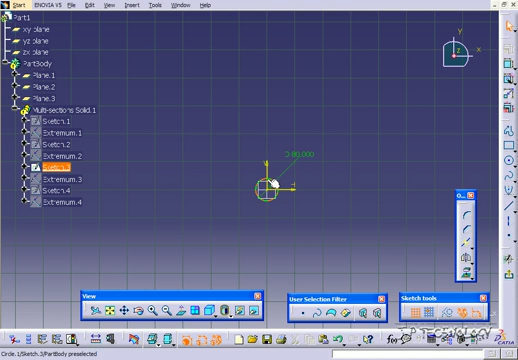 Start ENOVIA V5 File Edit View Insert Tools Window Help
Part1
xy plane
yz plane
zx plane
PartBody
Plane.1
Plane.2
Plane.3
Multi-sections Solid.1
Sketch.1
Extremum.1
Sketch.2
Extremum.2
Sketch.3
Extremum.3
Sketch.4
Extremum.4
y
z x
V
View
User Selection Filter
Sketch tools
CATIA
Circle.1/Sketch.3/PartBody preselected